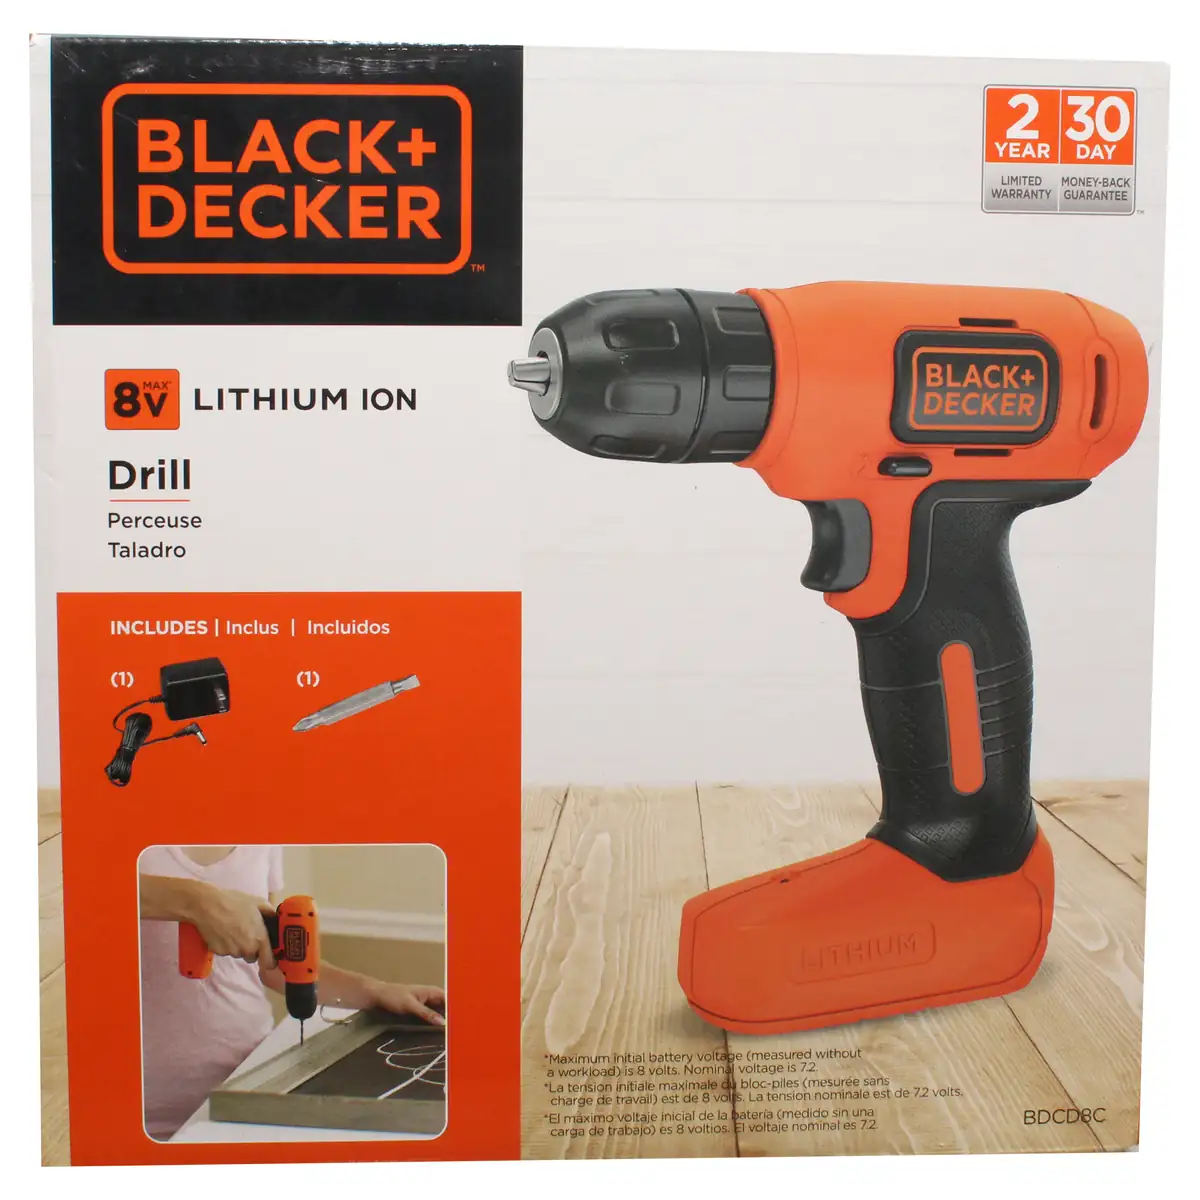 BLACK+
DECKER
TM
2
YEAR
LIMITED
WARRANTY
30
DAY
MONEY-BACK
GUARANTEE
TM
8V MAX* LITHIUM ION
Drill
Perceuse
Taladro
INCLUDES | Inclus | Incluidos
(1) (1)
BLACK+
DECKER
2
LITHIUM
BLACK+
DECKER
*Maximum initial battery voltage (measured without
a workload) is 8 volts. Nominal voltage is 7.2.
*La tension initiale maximale du bloc-piles (mesurée sans
charge de travail) est de 8 volts. La tension nominale est de 7.2 volts.
*El máximo voltaje inicial de la batería (medido sin una
carga de trabajo) es 8 voltios. El voltaje nominal es 7.2.
BDCD8C